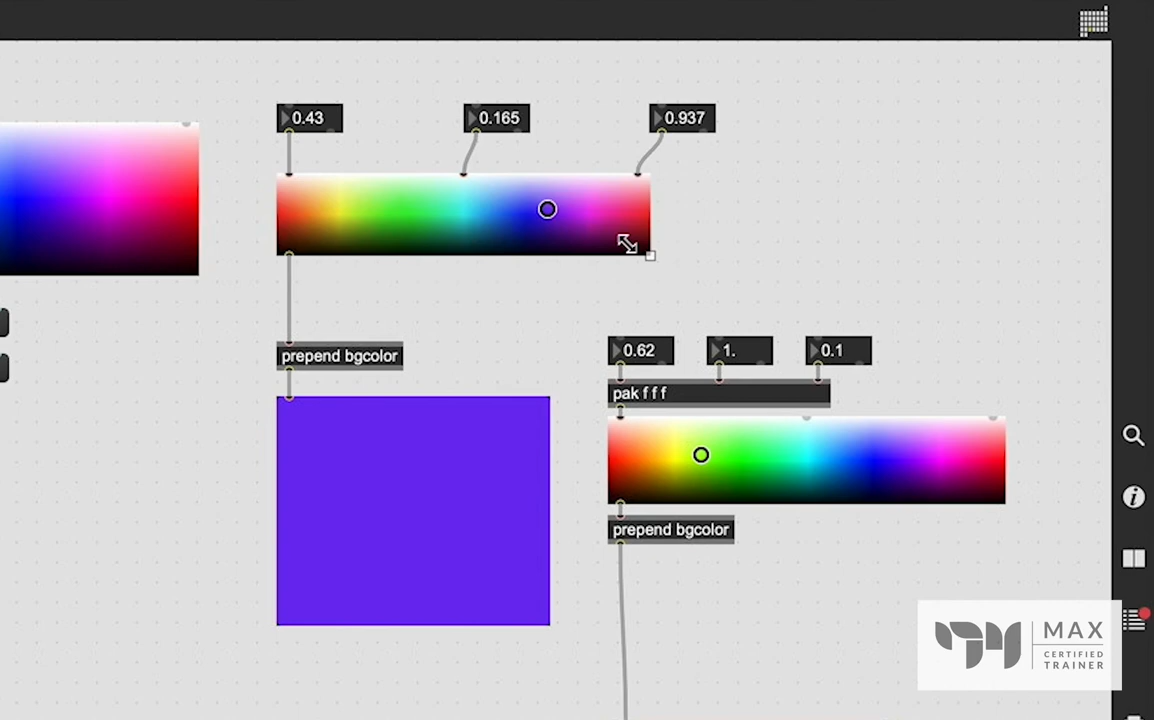 0.43
0.165
0.937
prepend bgcolor
0.62
1.
0.1
pak f f f
prepend bgcolor
MAX
CERTIFIED
TRAINER